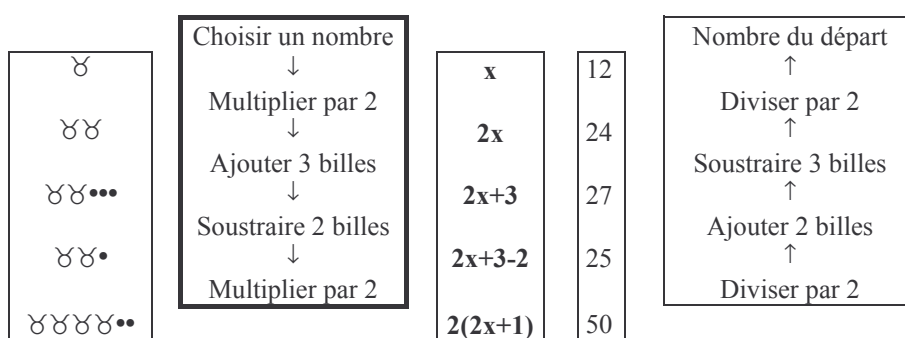 Choisir un nombre Nombre du départ
♉ ↓ x 12 ↑
Multiplier par 2 Diviser par 2
♉♉ ↓ 2x 24 ↑
Ajouter 3 billes Soustraire 3 billes
♉♉••• ↓ 2x+3 27 ↑
Soustraire 2 billes Ajouter 2 billes
♉♉• ↓ 2x+3-2 25 ↑
Multiplier par 2 Diviser par 2
♉♉♉♉•• 2(2x+1) 50